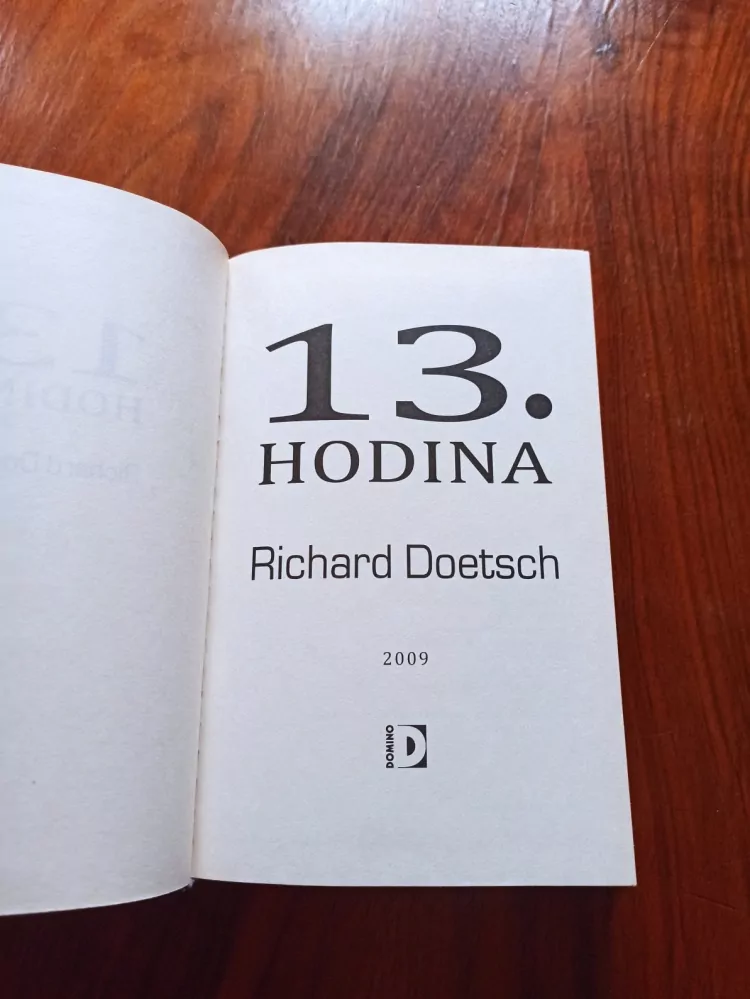 13.
HODINA
Richard Doetsch
2009
DOMINO
D